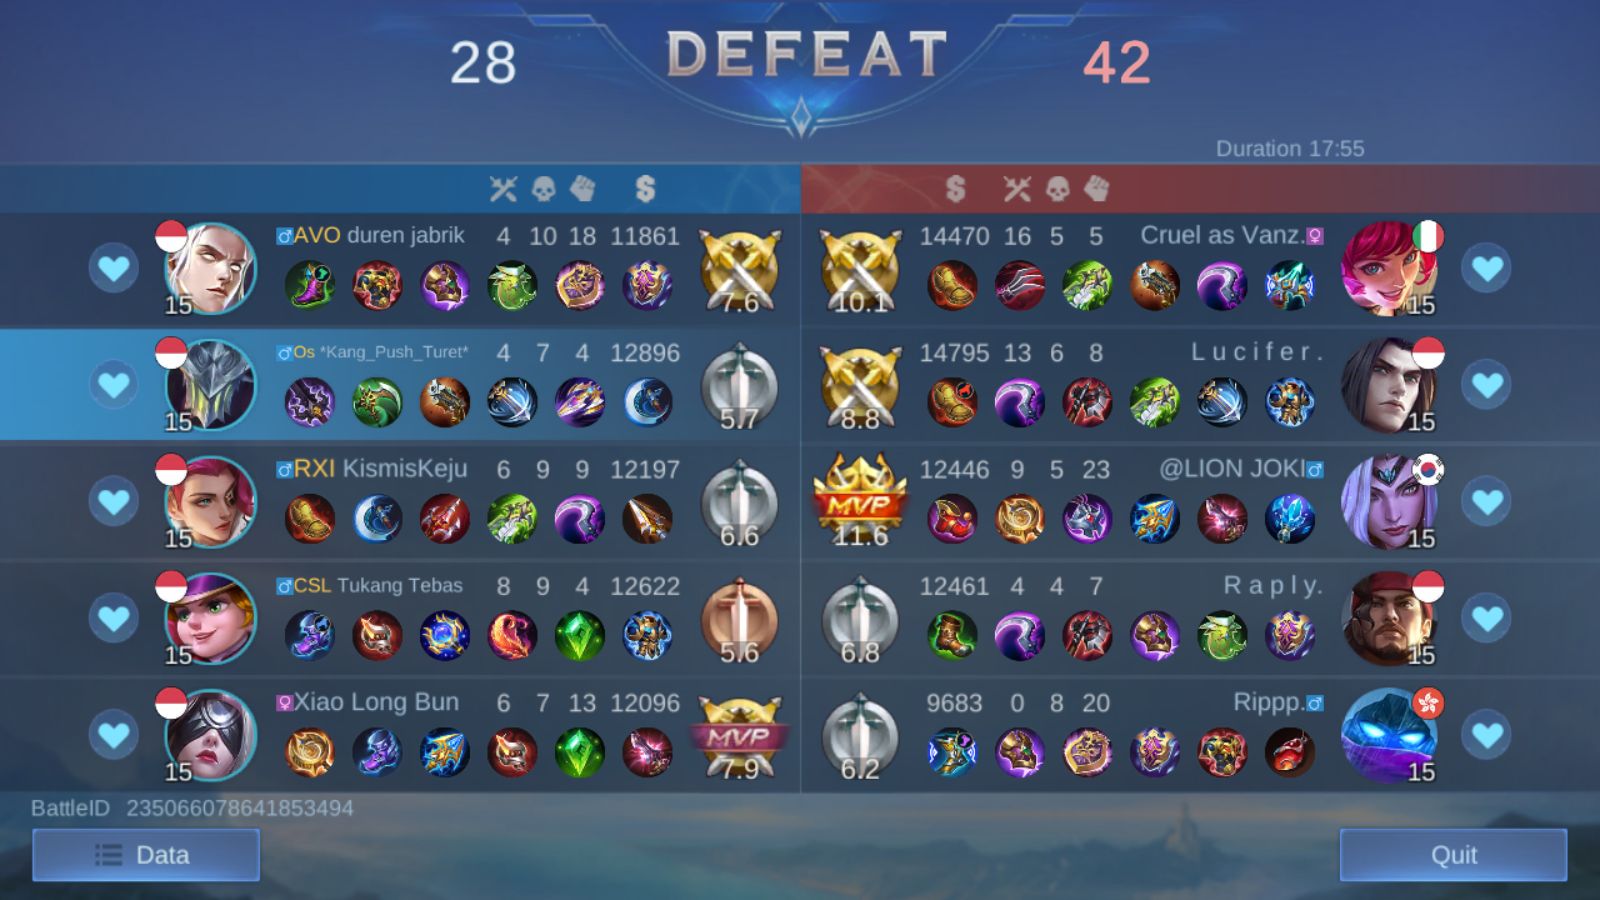 28 DEFEAT 42
Duration 17:55
AVO duren jabrik 4 10 18 11861 7.6
15
10.1 14470 16 5 5 Cruel as Vanz.
15
Os *Kang_Push_Turet* 4 7 4 12896 5.7
15
8.8 14795 13 6 8 Lucifer.
15
RXI KismisKeju 6 9 9 12197 6.6
15
MVP 11.6 12446 9 5 23 @LION JOKI
15
CSL Tukang Tebas 8 9 4 12622 5.6
15
6.8 12461 4 4 7 Raply.
15
Xiao Long Bun 6 7 13 12096 MVP 7.9
15
6.2 9683 0 8 20 Rippp.
15
BattleID 235066078641853494
Data
Quit